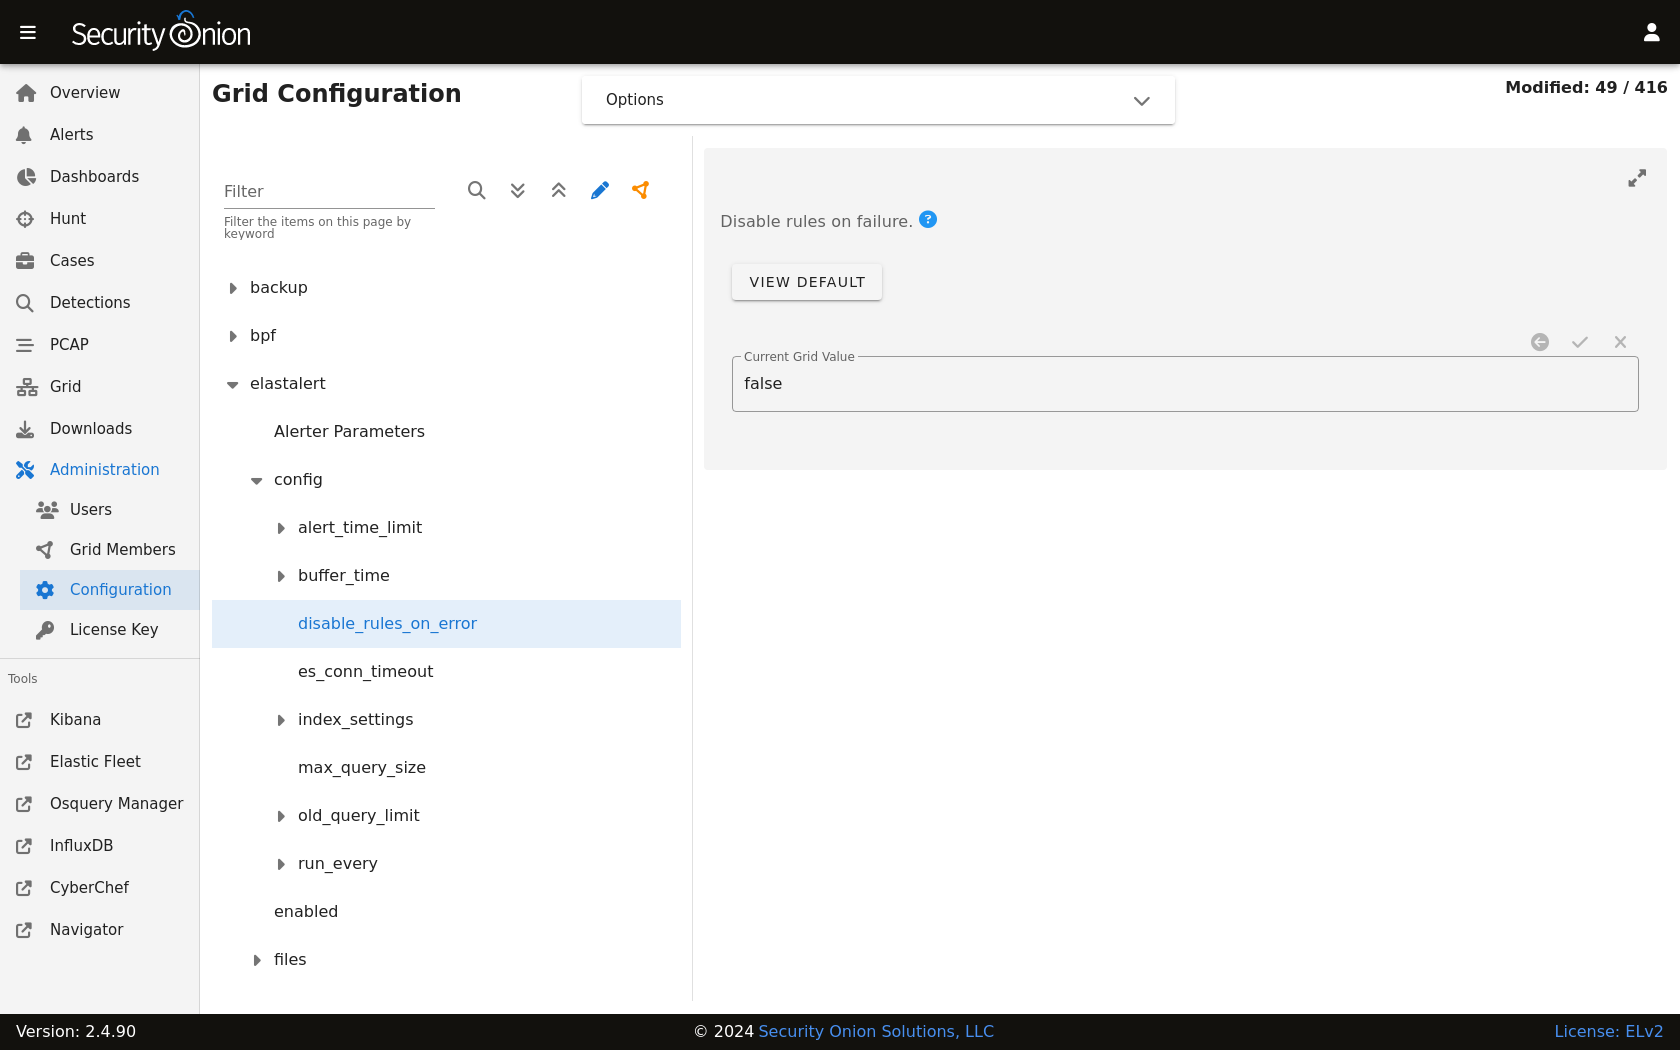 Security Onion
Overview
Alerts
Dashboards
Hunt
Cases
Detections
PCAP
Grid
Downloads
Administration
Users
Grid Members
Configuration
License Key
Tools
Kibana
Elastic Fleet
Osquery Manager
InfluxDB
CyberChef
Navigator
Grid Configuration
Options
Modified: 49 / 416
Filter
Filter the items on this page by
keyword
backup
bpf
elastalert
Alerter Parameters
config
alert_time_limit
buffer_time
disable_rules_on_error
es_conn_timeout
index_settings
max_query_size
old_query_limit
run_every
enabled
files
Disable rules on failure. ?
VIEW DEFAULT
Current Grid Value
false
Version: 2.4.90
© 2024 Security Onion Solutions, LLC
License: ELv2